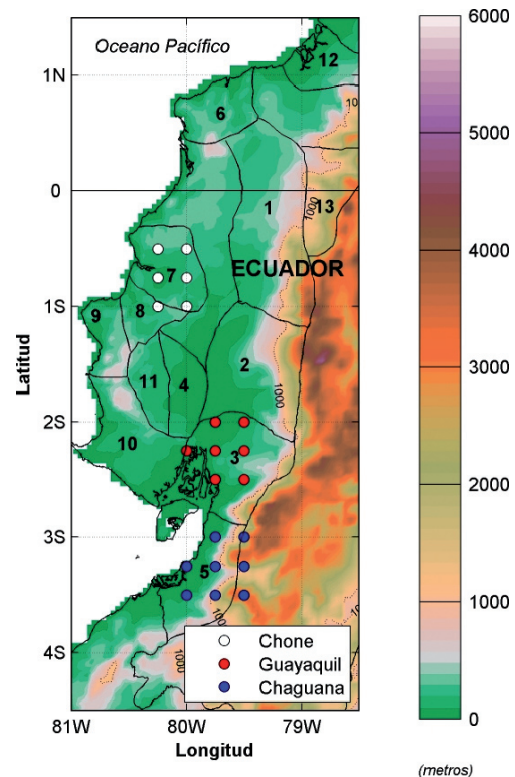 Oceano Pacífico
12
6
1N
0
1
1000
13
7
ECUADOR
1S
9
8
2
11
4
1000
2S
10
3
3S
5
4S
1000
1000
Chone
Guayaquil
Chaguana
81W
80W
79W
Latitud
Longitud
6000
5000
4000
3000
2000
1000
0
(metros)